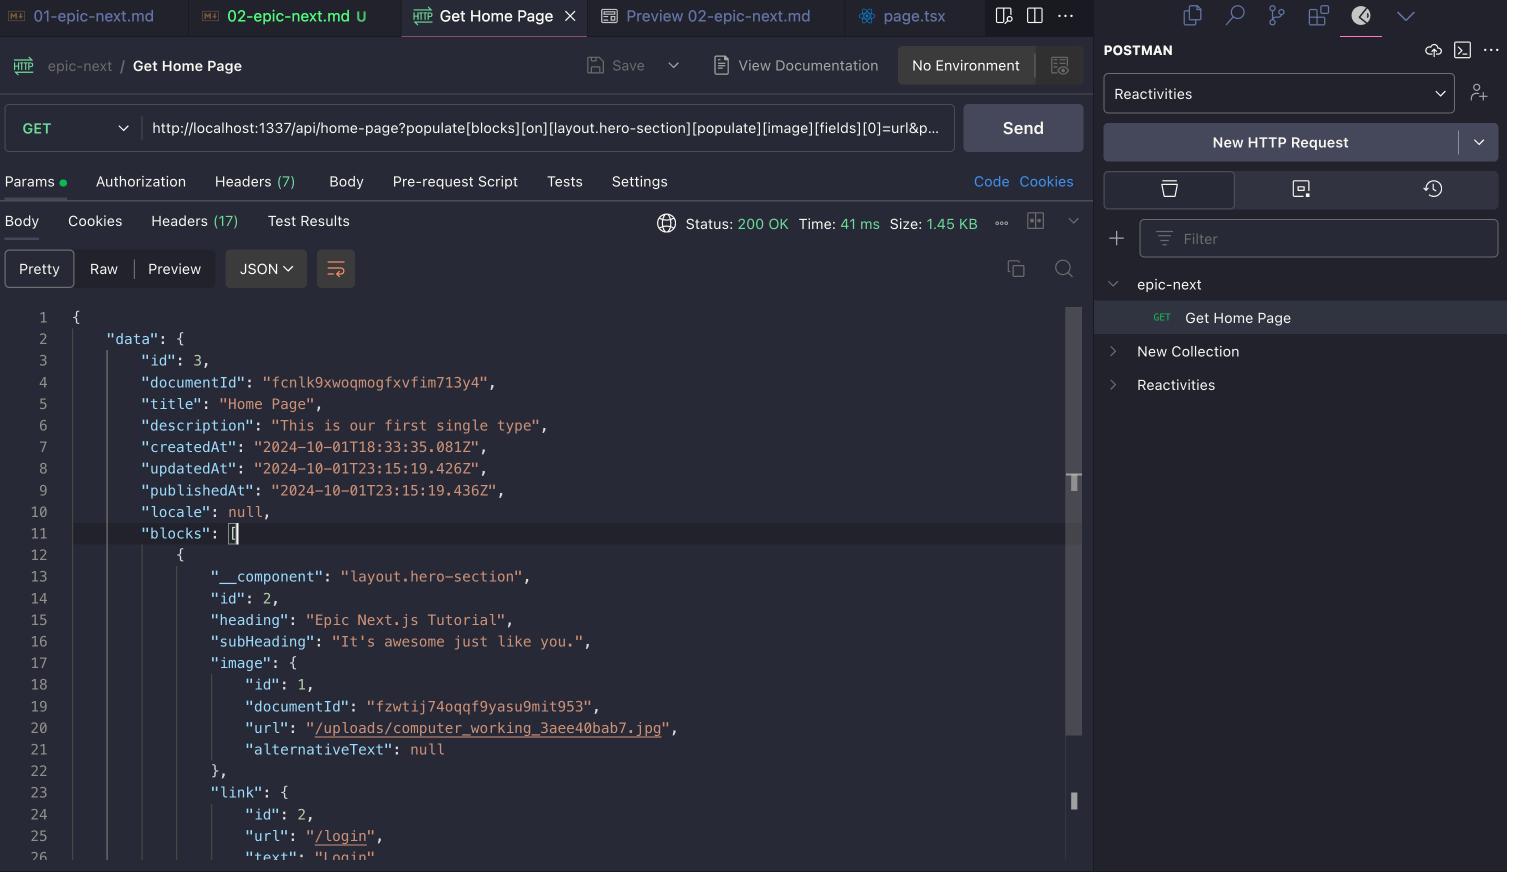 01-epic-next.md
02-epic-next.md U
HTTP Get Home Page
Preview 02-epic-next.md
page.tsx
HTTP epic-next / Get Home Page
Save
View Documentation
No Environment
GET
http://localhost:1337/api/home-page?populate[blocks][on][layout.hero-section][populate][image][fields][0]=url&p...
Send
Params Authorization Headers (7) Body Pre-request Script Tests Settings Code Cookies
Body Cookies Headers (17) Test Results Status: 200 OK Time: 41 ms Size: 1.45 KB
Pretty Raw Preview JSON
1 {
2 "data": {
3 "id": 3,
4 "documentId": "fcnlk9xwoqmogfxvfim713y4",
5 "title": "Home Page",
6 "description": "This is our first single type",
7 "createdAt": "2024-10-01T18:33:35.081Z",
8 "updatedAt": "2024-10-01T23:15:19.426Z",
9 "publishedAt": "2024-10-01T23:15:19.436Z",
10 "locale": null,
11 "blocks": [
12 {
13 "__component": "layout.hero-section",
14 "id": 2,
15 "heading": "Epic Next.js Tutorial",
16 "subHeading": "It's awesome just like you.",
17 "image": {
18 "id": 1,
19 "documentId": "fzwtij74oqqf9yasu9mit953",
20 "url": "/uploads/computer_working_3aee40bab7.jpg",
21 "alternativeText": null
22 },
23 "link": {
24 "id": 2,
25 "url": "/login",
26 "text": "Login"
POSTMAN
Reactivities
New HTTP Request
Filter
epic-next
GET Get Home Page
New Collection
Reactivities